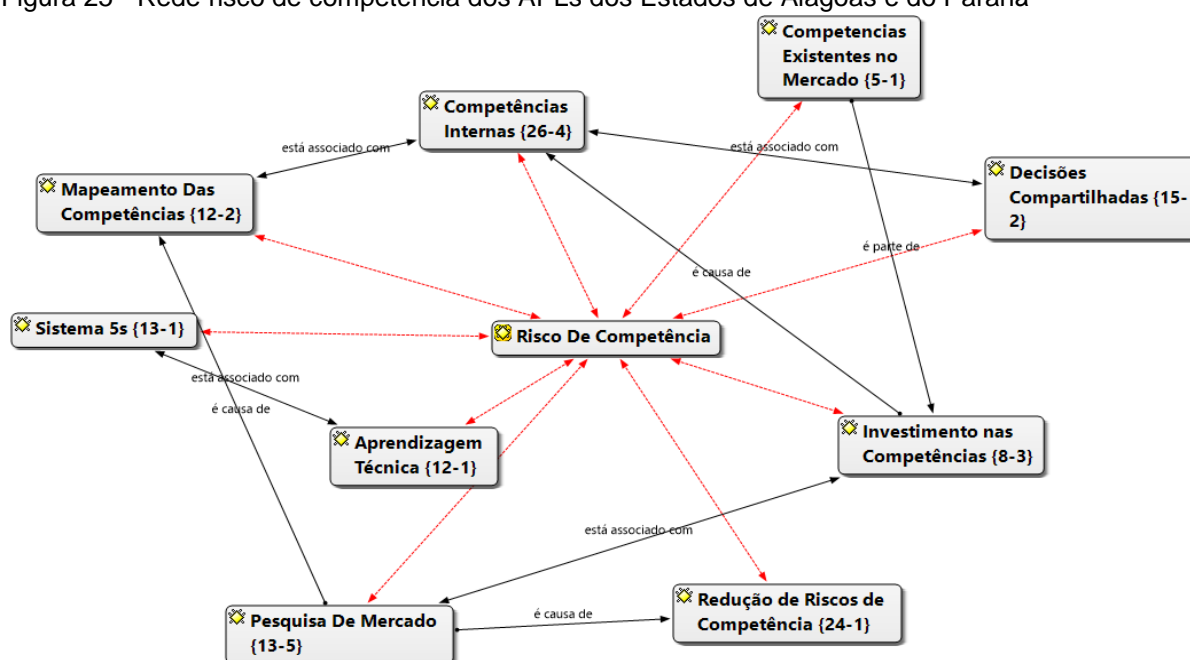 Figura 25 - Rede risco de competência dos APLs dos Estados de Alagoas e do Paraná
Competencias
Existentes no
Mercado {5-1}
Competências
Internas {26-4}
está associado com
está associado com
Decisões
Compartilhadas {15-
2}
Mapeamento Das
Competências {12-2}
é parte de
é causa de
Sistema 5s {13-1}
Risco De Competência
está associado com
é causa de
Aprendizagem
Técnica {12-1}
Investimento nas
Competências {8-3}
está associado com
Redução de Riscos de
Competência {24-1}
é causa de
Pesquisa De Mercado
{13-5}